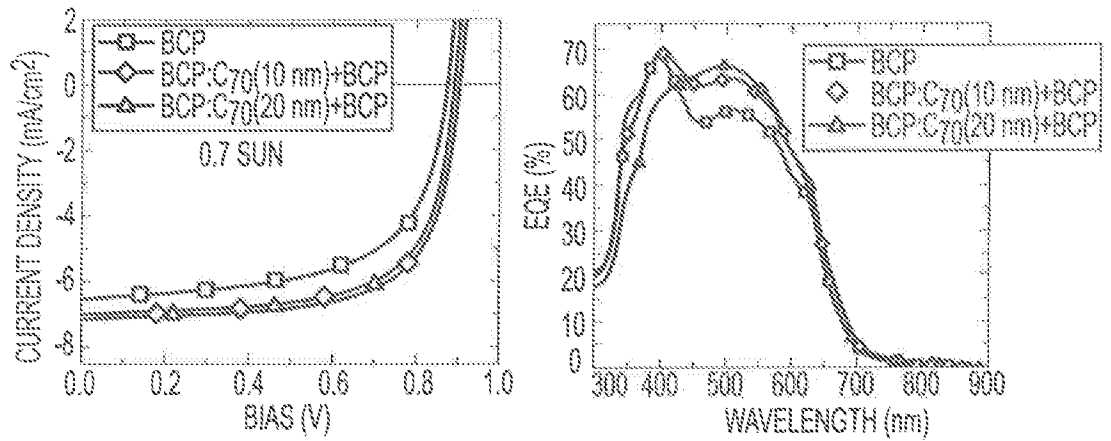 2
0
-2
-4
-6
-8
CURRENT DENSITY (mA/cm2)
BCP
BCP:C70(10 nm)+BCP
BCP:C70(20 nm)+BCP
0.7 SUN
0.0 0.2 0.4 0.6 0.8 1.0
BIAS (V)
70
60
50
40
30
20
10
0
EQE (%)
BCP
BCP:C70(10 nm)+BCP
BCP:C70(20 nm)+BCP
300 400 500 600 700 800 900
WAVELENGTH (nm)